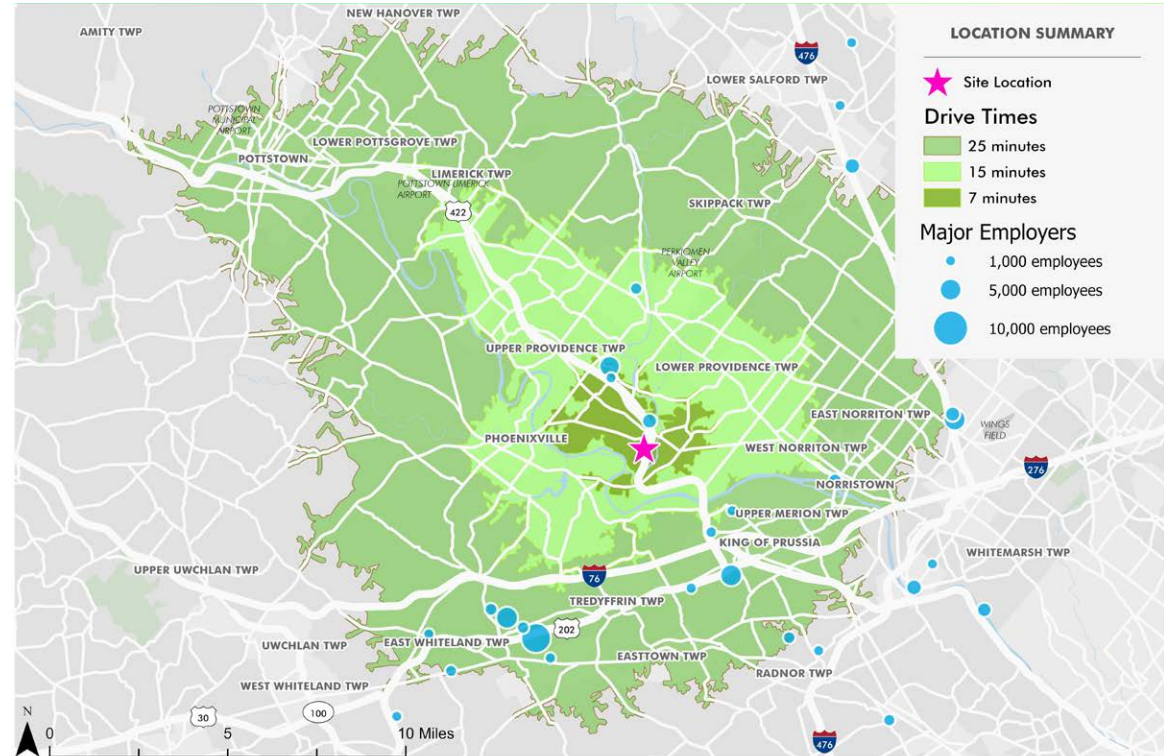 NEW HANOVER TWP
AMITY TWP
476
LOWER SALFORD TWP
POTTSTOWN
MUNICIPAL
AIRPORT
LOWER POTTSGROVE TWP
POTTSTOWN
LIMERICK TWP
POTTSTOWN-LIMERICK
AIRPORT
422
SKIPPACK TWP
PERKIOMEN
VALLEY
AIRPORT
UPPER PROVIDENCE TWP
LOWER PROVIDENCE TWP
EAST NORRITON TWP
WINGS
FIELD
PHOENIXVILLE
WEST NORRITON TWP
276
NORRISTOWN
UPPER MERION TWP
KING OF PRUSSIA
WHITEMARSH TWP
UPPER UWCHLAN TWP
76
TREDYFFRIN TWP
202
UWCHLAN TWP
EAST WHITELAND TWP
EASTTOWN TWP
RADNOR TWP
WEST WHITELAND TWP
30
100
476
N
0 5 10 Miles
LOCATION SUMMARY
Site Location
Drive Times
25 minutes
15 minutes
7 minutes
Major Employers
1,000 employees
5,000 employees
10,000 employees